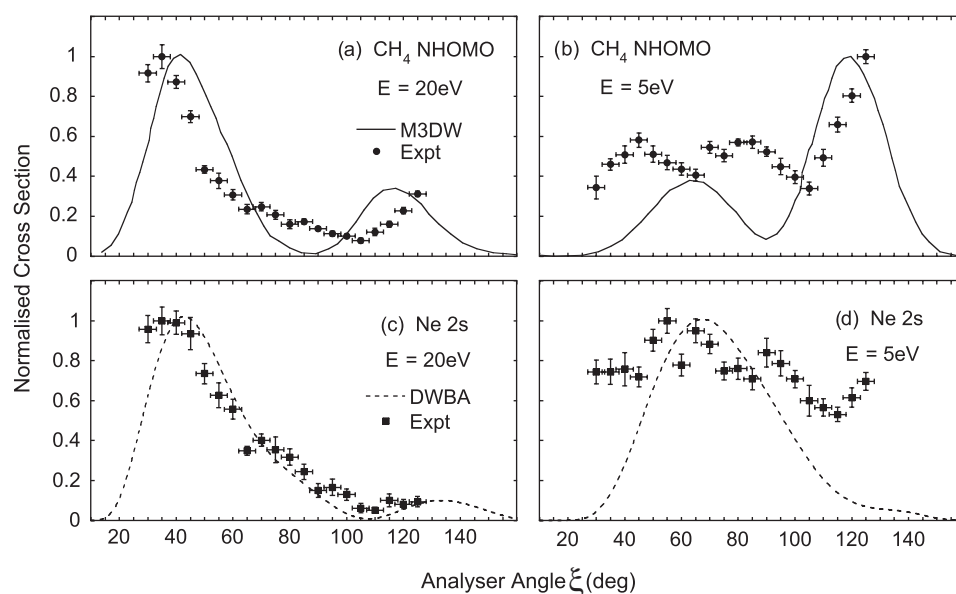 Normalised Cross Section
1
0.8
0.6
0.4
0.2
0
(a) CH4 NHOMO
E = 20eV
M3DW
Expt
(b) CH4 NHOMO
E = 5eV
1
0.8
0.6
0.4
0.2
0
(c) Ne 2s
E = 20eV
DWBA
Expt
(d) Ne 2s
E = 5eV
20 40 60 80 100 120 140
20 40 60 80 100 120 140
Analyser Angle ξ (deg)